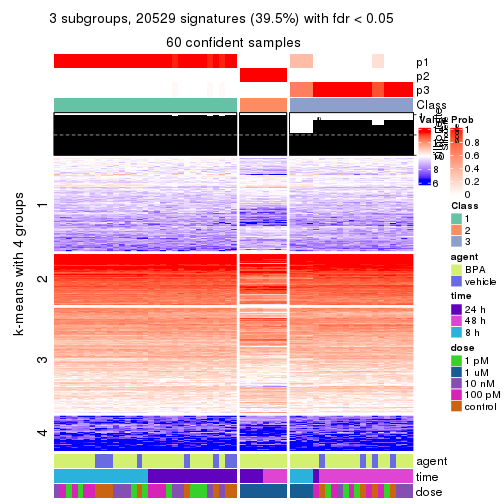 3 subgroups, 20529 signatures (39.5%) with fdr < 0.05
60 confident samples
p1
p2
p3
Class
k-means with 4 groups
1
2
3
4
Value
8
6
Prob
1
0.8
0.6
0.4
0.2
0
Class
1
2
3
agent
BPA
vehicle
time
24 h
48 h
8 h
dose
1 pM
1 uM
10 nM
100 pM
control
agent
time
dose